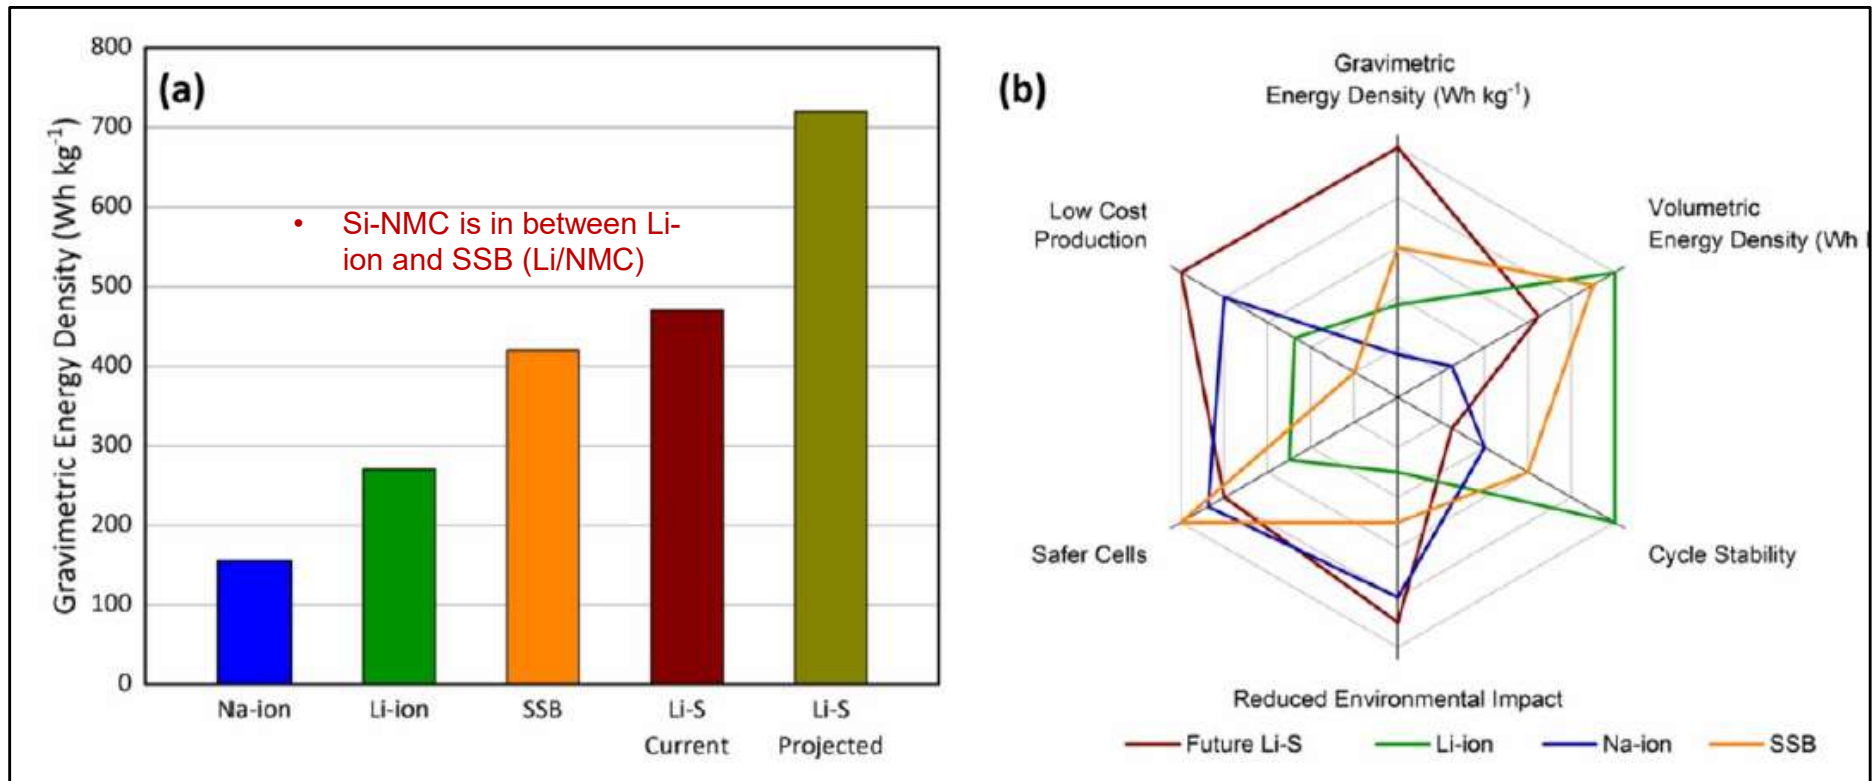 (a)
Gravimetric Energy Density (Wh kg⁻¹)
800
700
600
500
400
300
200
100
0
• Si-NMC is in between Li-
ion and SSB (Li/NMC)
Na-ion
Li-ion
SSB
Li-S
Current
Li-S
Projected
(b)
Gravimetric
Energy Density (Wh kg⁻¹)
Volumetric
Energy Density (Wh
Cycle Stability
Reduced Environmental Impact
Safer Cells
Low Cost
Production
Future Li-S
Li-ion
Na-ion
SSB